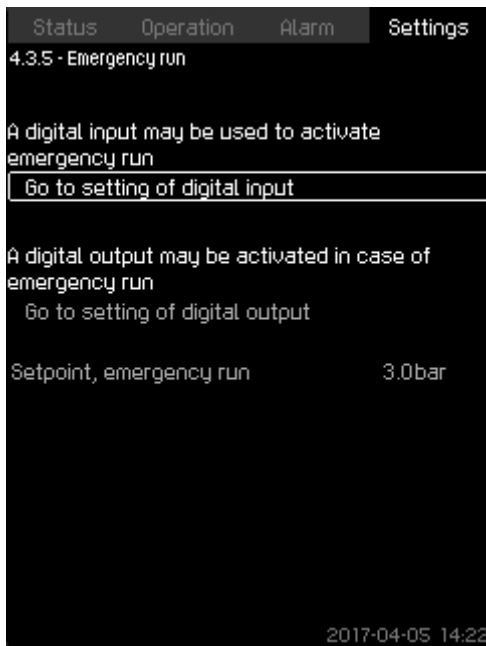 Status Operation Alarm Settings
4.3.5 - Emergency run
A digital input may be used to activate
emergency run
Go to setting of digital input
A digital output may be activated in case of
emergency run
Go to setting of digital output
Setpoint, emergency run 3.0bar
2017-04-05 14:22